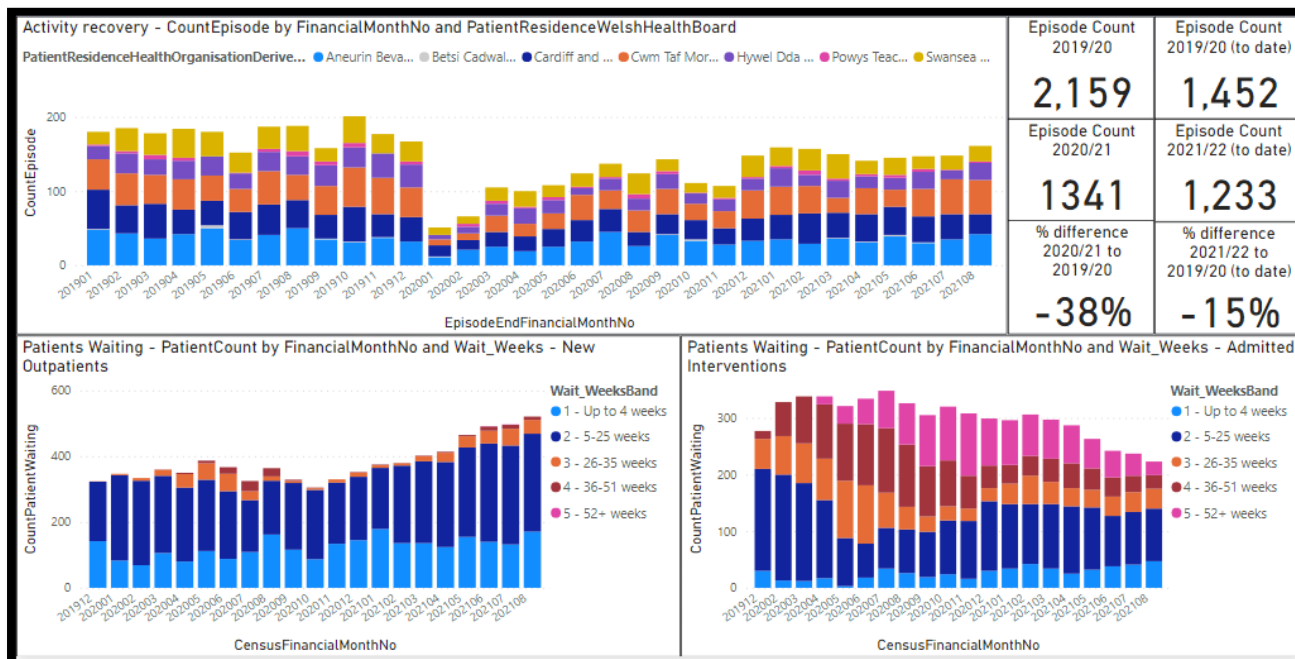 Activity recovery - CountEpisode by FinancialMonthNo and PatientResidenceWelshHealthBoard
PatientResidenceHealthOrganisationDerive... Aneurin Beva... Betsi Cadwal... Cardiff and ... Cwm Taf Mor... Hywel Dda ... Powys Teac... Swansea ...
CountEpisode
200
100
0
201901 201902 201903 201904 201905 201906 201907 201908 201909 201910 201911 201912 202001 202002 202003 202004 202005 202006 202007 202008 202009 202010 202011 202012 202101 202102 202103 202104 202105 202106 202107 202108
EpisodeEndFinancialMonthNo
Episode Count
2019/20
2,159
Episode Count
2019/20 (to date)
1,452
Episode Count
2020/21
1341
Episode Count
2021/22 (to date)
1,233
% difference
2020/21 to
2019/20
-38%
% difference
2021/22 to
2019/20 (to date)
-15%
Patients Waiting - PatientCount by FinancialMonthNo and Wait_Weeks - New
Outpatients
CountPatientWaiting
600
400
200
0
201912 202001 202002 202003 202004 202005 202006 202007 202008 202009 202010 202011 202012 202101 202102 202103 202104 202105 202106 202107 202108
CensusFinancialMonthNo
Wait_WeeksBand
1 - Up to 4 weeks
2 - 5-25 weeks
3 - 26-35 weeks
4 - 36-51 weeks
5 - 52+ weeks
Patients Waiting - PatientCount by FinancialMonthNo and Wait_Weeks - Admitted
Interventions
CountPatientWaiting
300
200
100
0
201912 202002 202003 202004 202005 202006 202007 202008 202009 202010 202011 202012 202101 202102 202103 202104 202105 202106 202107 202108
CensusFinancialMonthNo
Wait_WeeksBand
1 - Up to 4 weeks
2 - 5-25 weeks
3 - 26-35 weeks
4 - 36-51 weeks
5 - 52+ weeks